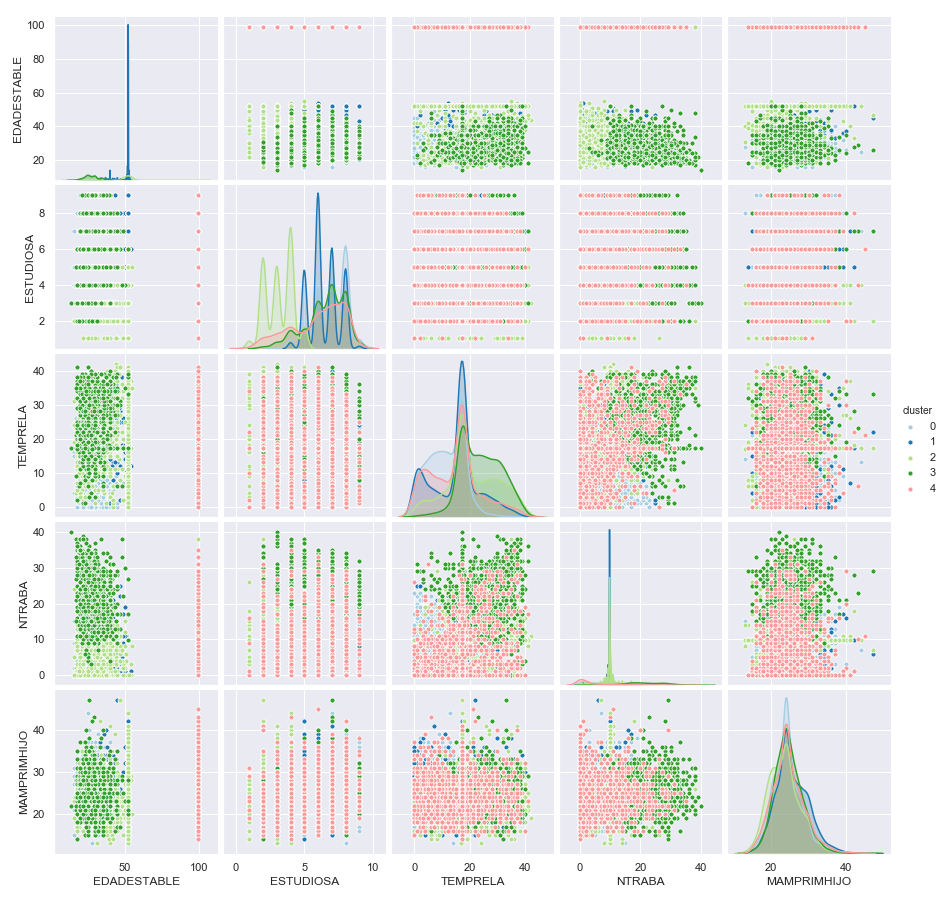 EDADESTABLE
100
80
60
40
20
ESTUDIOSA
8
6
4
2
TEMPRELA
40
30
20
10
0
cluster
0
1
2
3
4
NTRABA
40
30
20
10
0
MAMPRIMHIJO
40
30
20
50 100
0 5 10
0 20 40
0 20 40
20 40
EDADESTABLE
ESTUDIOSA
TEMPRELA
NTRABA
MAMPRIMHIJO